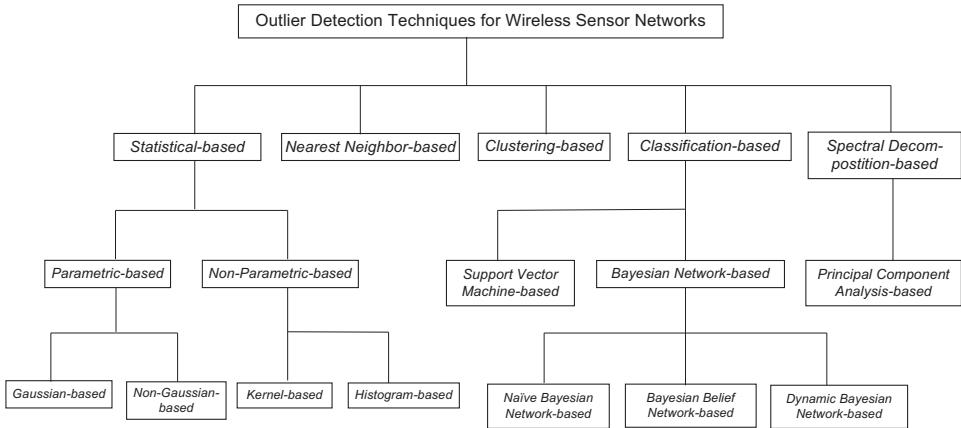 Outlier Detection Techniques for Wireless Sensor Networks
Statistical-based
Nearest Neighbor-based
Clustering-based
Classification-based
Spectral Decom-
postition-based
Parametric-based
Non-Parametric-based
Support Vector
Machine-based
Bayesian Network-based
Principal Component
Analysis-based
Gaussian-based
Non-Gaussian-
based
Kernel-based
Histogram-based
Naïve Bayesian
Network-based
Bayesian Belief
Network-based
Dynamic Bayesian
Network-based